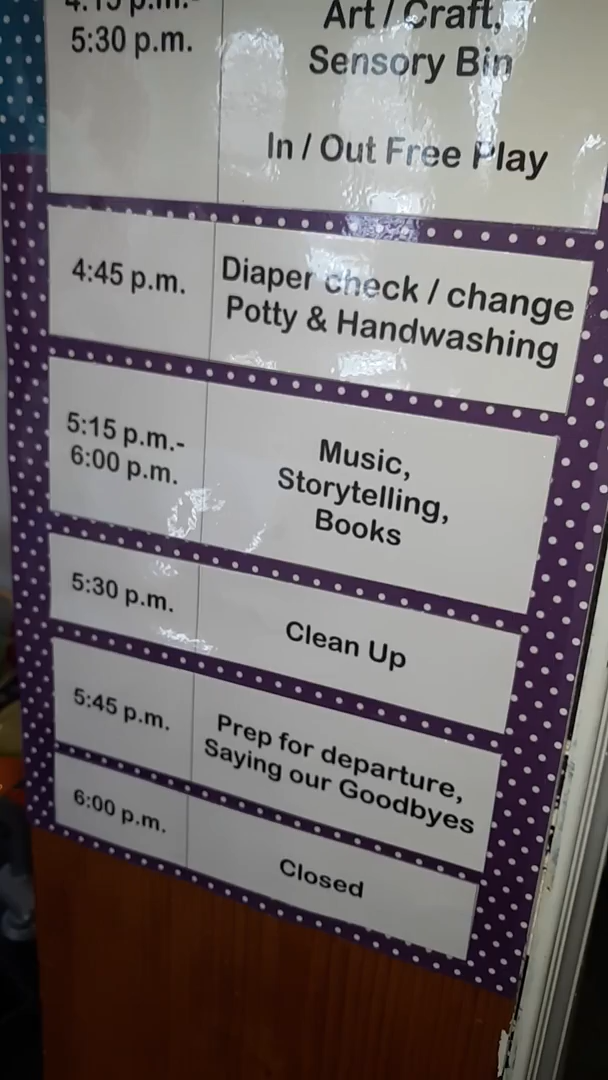 4:15 p.m.-
5:30 p.m.
Art / Craft,
Sensory Bin
In / Out Free Play
4:45 p.m.
Diaper check / change
Potty & Handwashing
5:15 p.m.-
6:00 p.m.
Music,
Storytelling,
Books
5:30 p.m.
Clean Up
5:45 p.m.
Prep for departure,
Saying our Goodbyes
6:00 p.m.
Closed